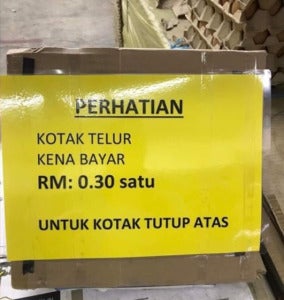 PERHATIAN
KOTAK TELUR
KENA BAYAR
RM: 0.30 satu
UNTUK KOTAK TUTUP ATAS